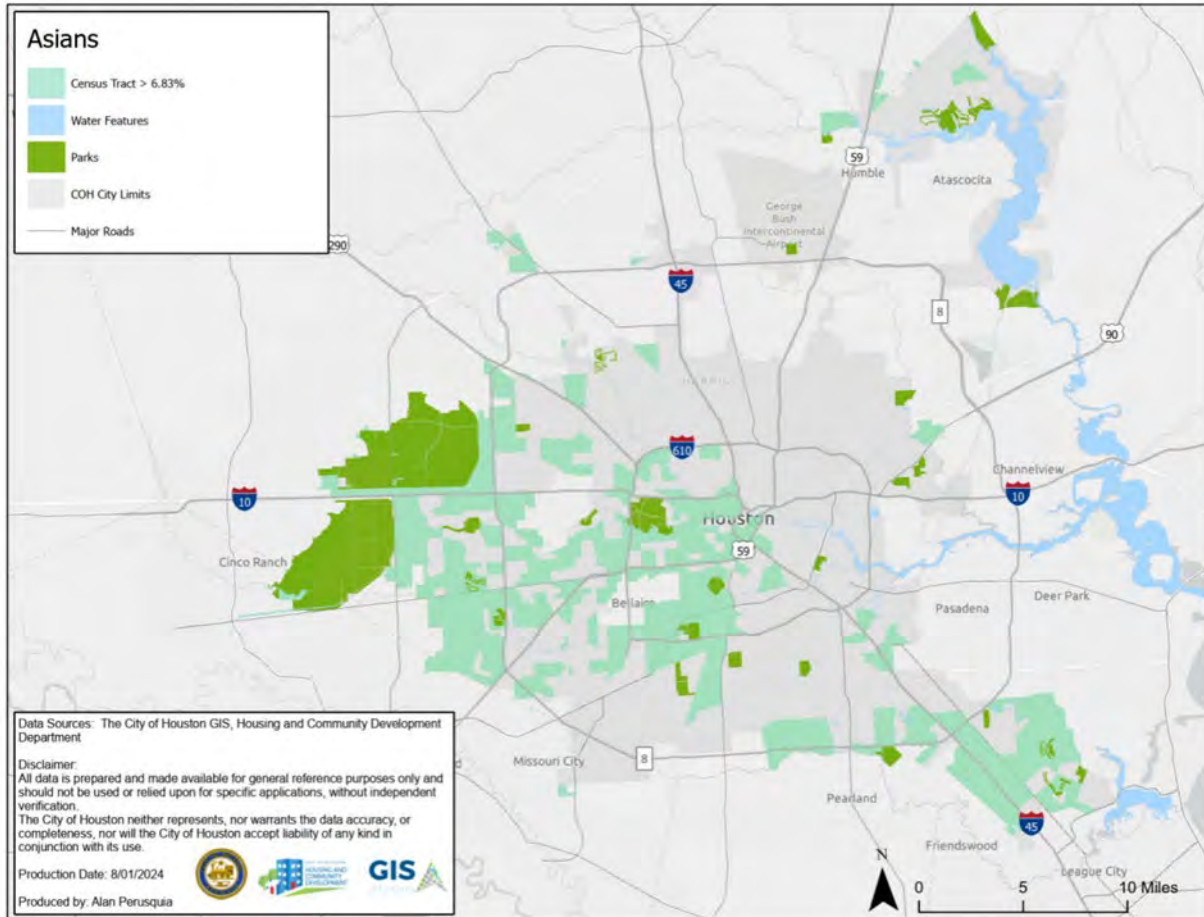 Asians
Census Tract > 6.83%
Water Features
Parks
COH City Limits
Major Roads
290
59
Humble
Atascocita
George
Bush
Intercontinental
Airport
45
8
90
HARRIS
610
Channelview
10
10
Houston
59
Cinco Ranch
Bellaire
Pasadena
Deer Park
Missouri City
8
Pearland
45
Friendswood
League City
Data Sources: The City of Houston GIS, Housing and Community Development
Department
Disclaimer:
All data is prepared and made available for general reference purposes only and
should not be used or relied upon for specific applications, without independent
verification.
The City of Houston neither represents, nor warrants the data accuracy, or
completeness, nor will the City of Houston accept liability of any kind in
conjunction with its use.
Production Date: 8/01/2024
HOUSING AND
COMMUNITY
DEVELOPMENT
GIS
Produced by: Alan Perusquia
N
0 5 10 Miles